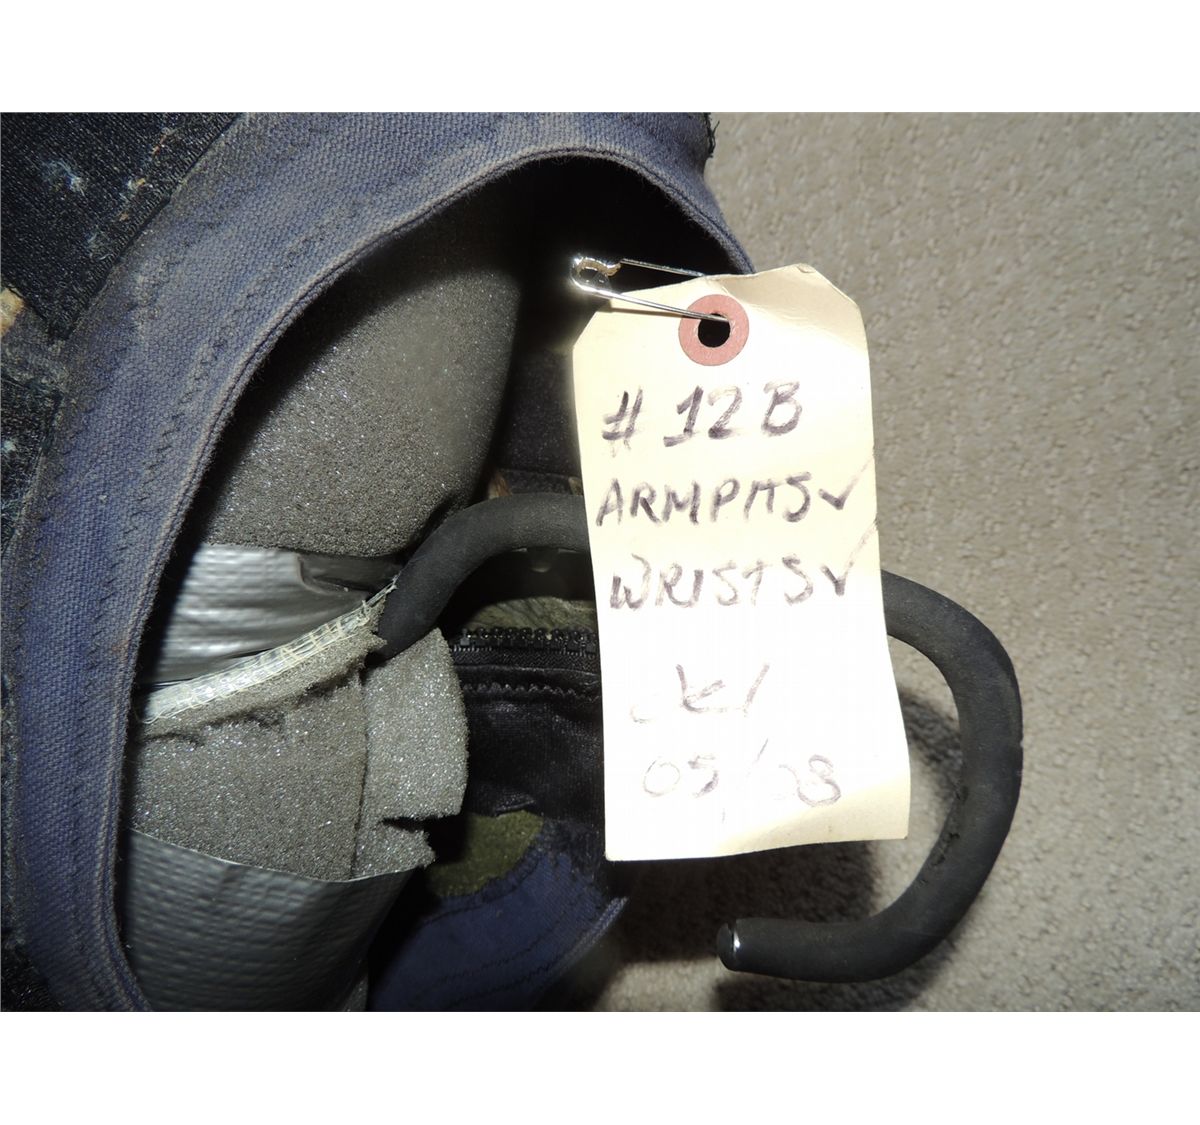 # 12B
ARMPITS ✓
WRISTS ✓
05/08